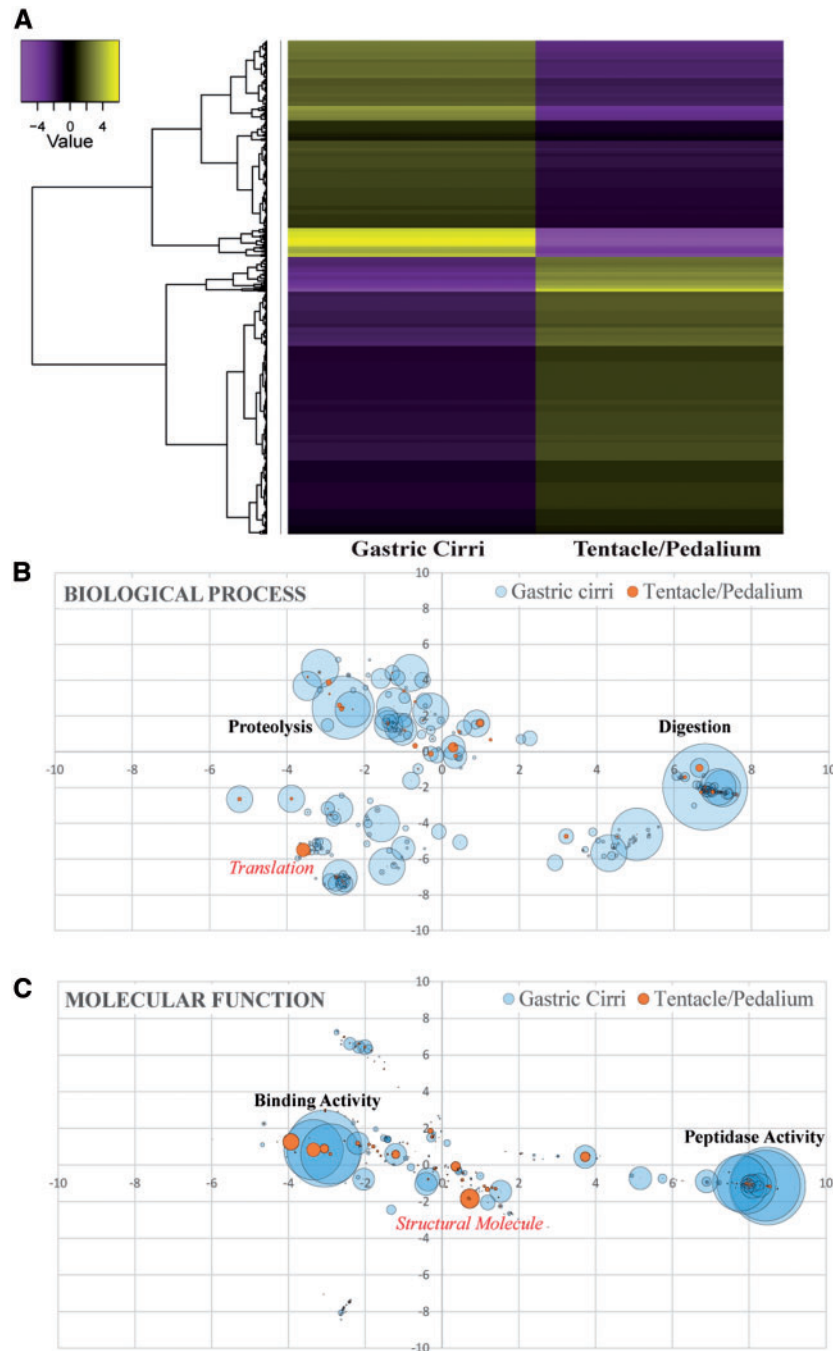 A
-4 0 4
Value
Gastric Cirri Tentacle/Pedalium
B
BIOLOGICAL PROCESS Gastric cirri Tentacle/Pedalium
10
8
6
4
Proteolysis 2 Digestion
-10 -8 -6 -4 -2 0 0 2 4 6 8 10
-2
-4
Translation -6
-8
-10
C
MOLECULAR FUNCTION Gastric Cirri Tentacle/Pedalium
10
8
6
4
Binding Activity 2 Peptidase Activity
-10 -8 -6 -4 -2 0 0 2 4 6 8 10
-2
Structural Molecule
-4
-6
-8
-10